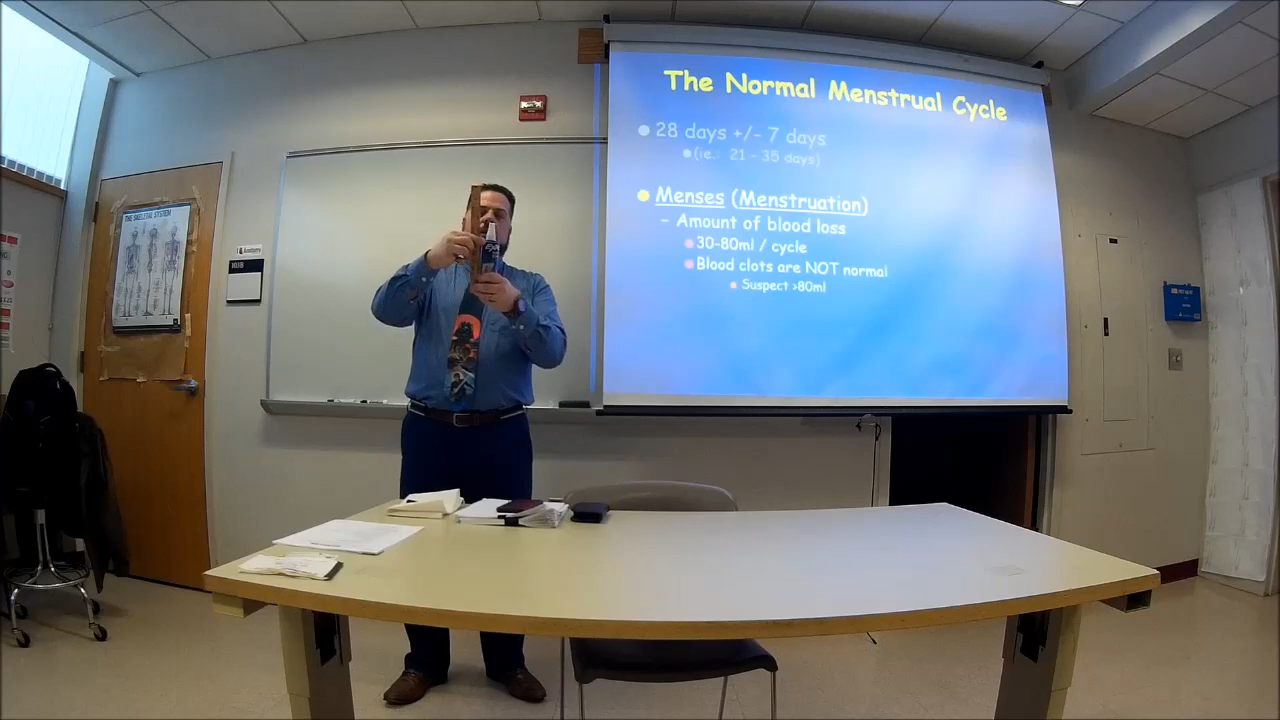 The Normal Menstrual Cycle
28 days +/- 7 days
(ie.: 21 - 35 days)
Menses (Menstruation)
- Amount of blood loss
30-80ml / cycle
Blood clots are NOT normal
Suspect >80ml
THE SKELETAL SYSTEM
I Anatomy